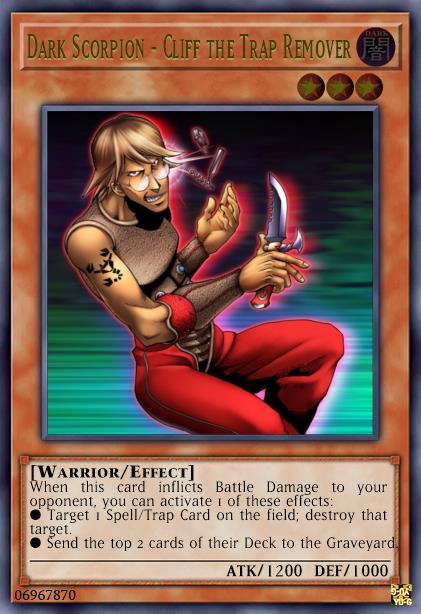 DARK SCORPION - CLIFF THE TRAP REMOVER
DARK
闇
[WARRIOR/EFFECT]
When this card inflicts Battle Damage to your
opponent, you can activate 1 of these effects:
● Target 1 Spell/Trap Card on the field; destroy that
target.
● Send the top 2 cards of their Deck to the Graveyard.
ATK/1200 DEF/1000
06967870